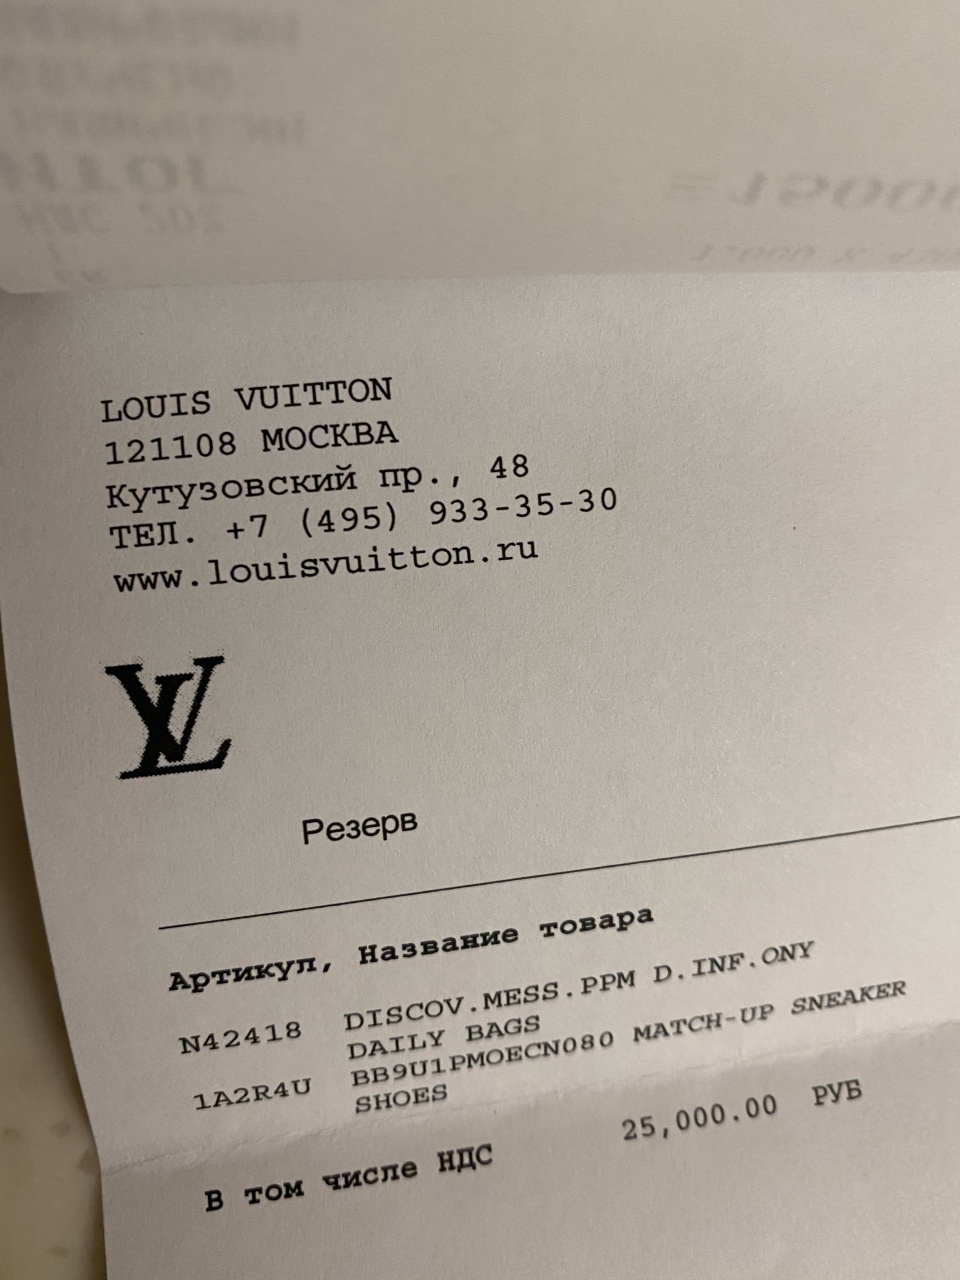 LOUIS VUITTON
121108 МОСКВА
Кутузовский пр., 48
ТЕЛ. +7 (495) 933-35-30
www.louisvuitton.ru
LV
Резерв
Артикул, Название товара
N42418 DISCOV.MESS.PPM D.INF.ONY
DAILY BAGS
1A2R4U BB9U1PMOECN080 MATCH-UP SNEAKER
SHOES
В том числе НДС 25,000.00 РУБ